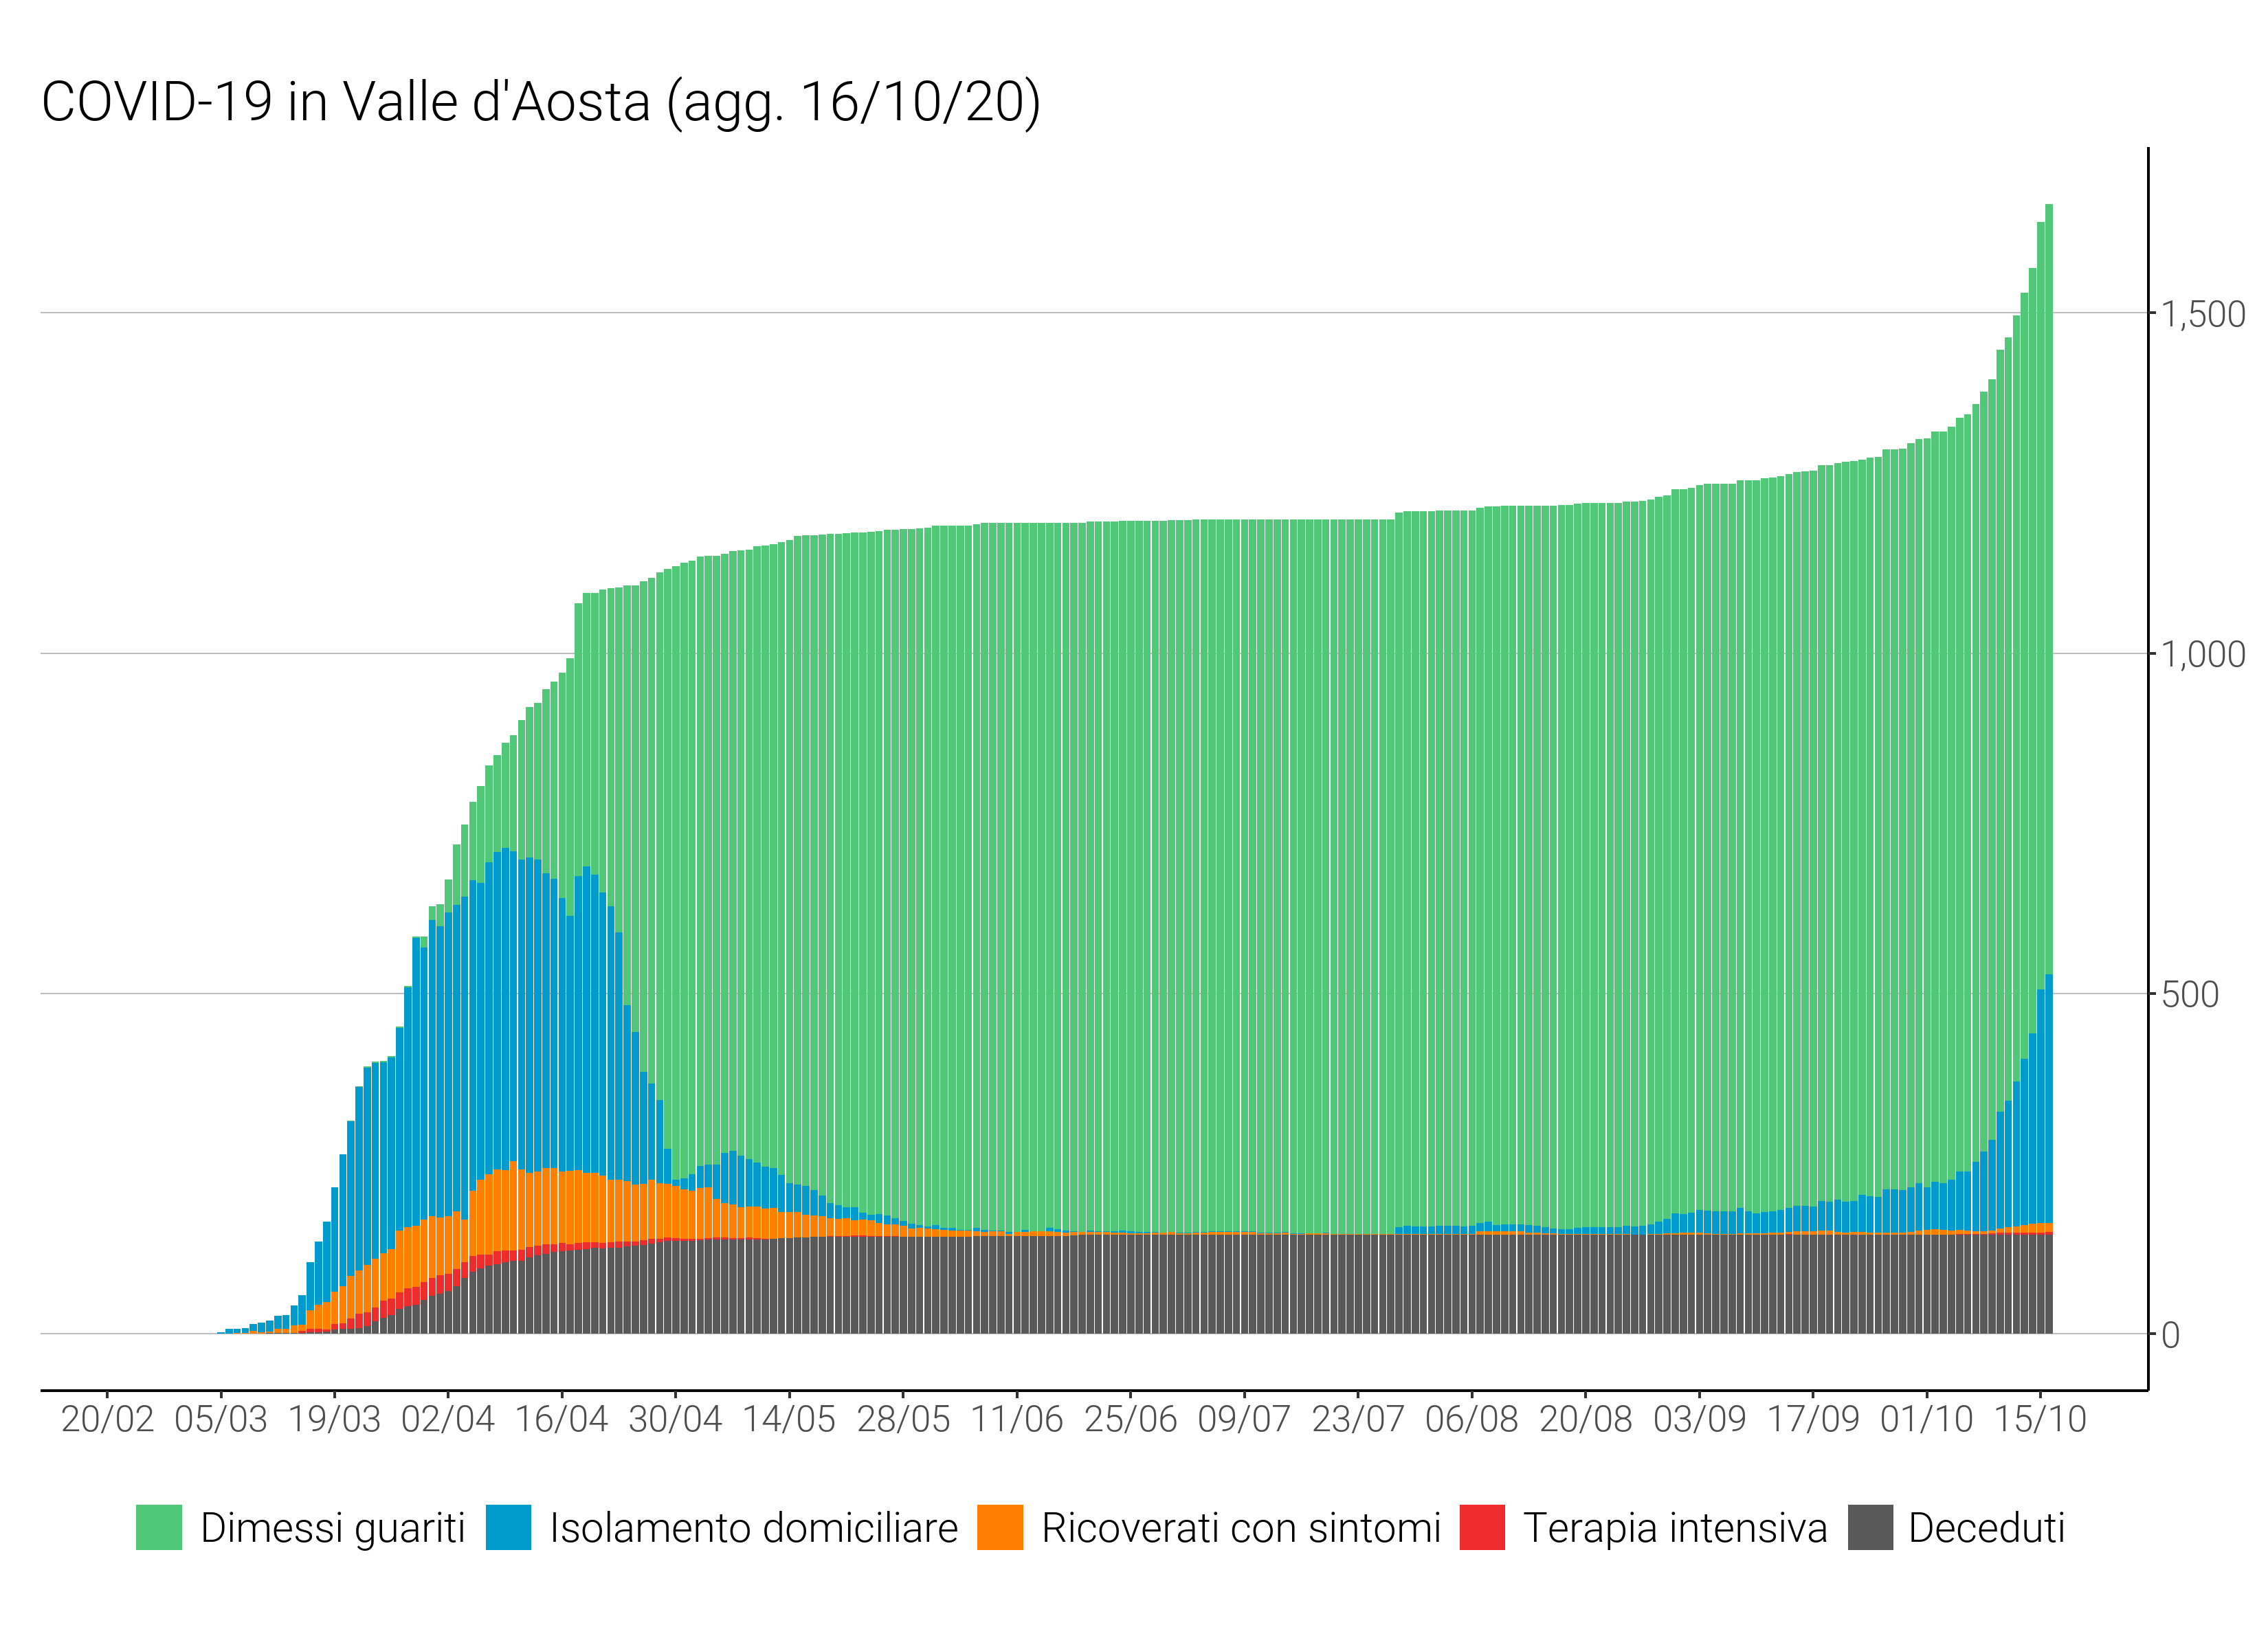 COVID-19 in Valle d'Aosta (agg. 16/10/20)
1,500
1,000
500
0
20/02 05/03 19/03 02/04 16/04 30/04 14/05 28/05 11/06 25/06 09/07 23/07 06/08 20/08 03/09 17/09 01/10 15/10
Dimessi guariti Isolamento domiciliare Ricoverati con sintomi Terapia intensiva Deceduti